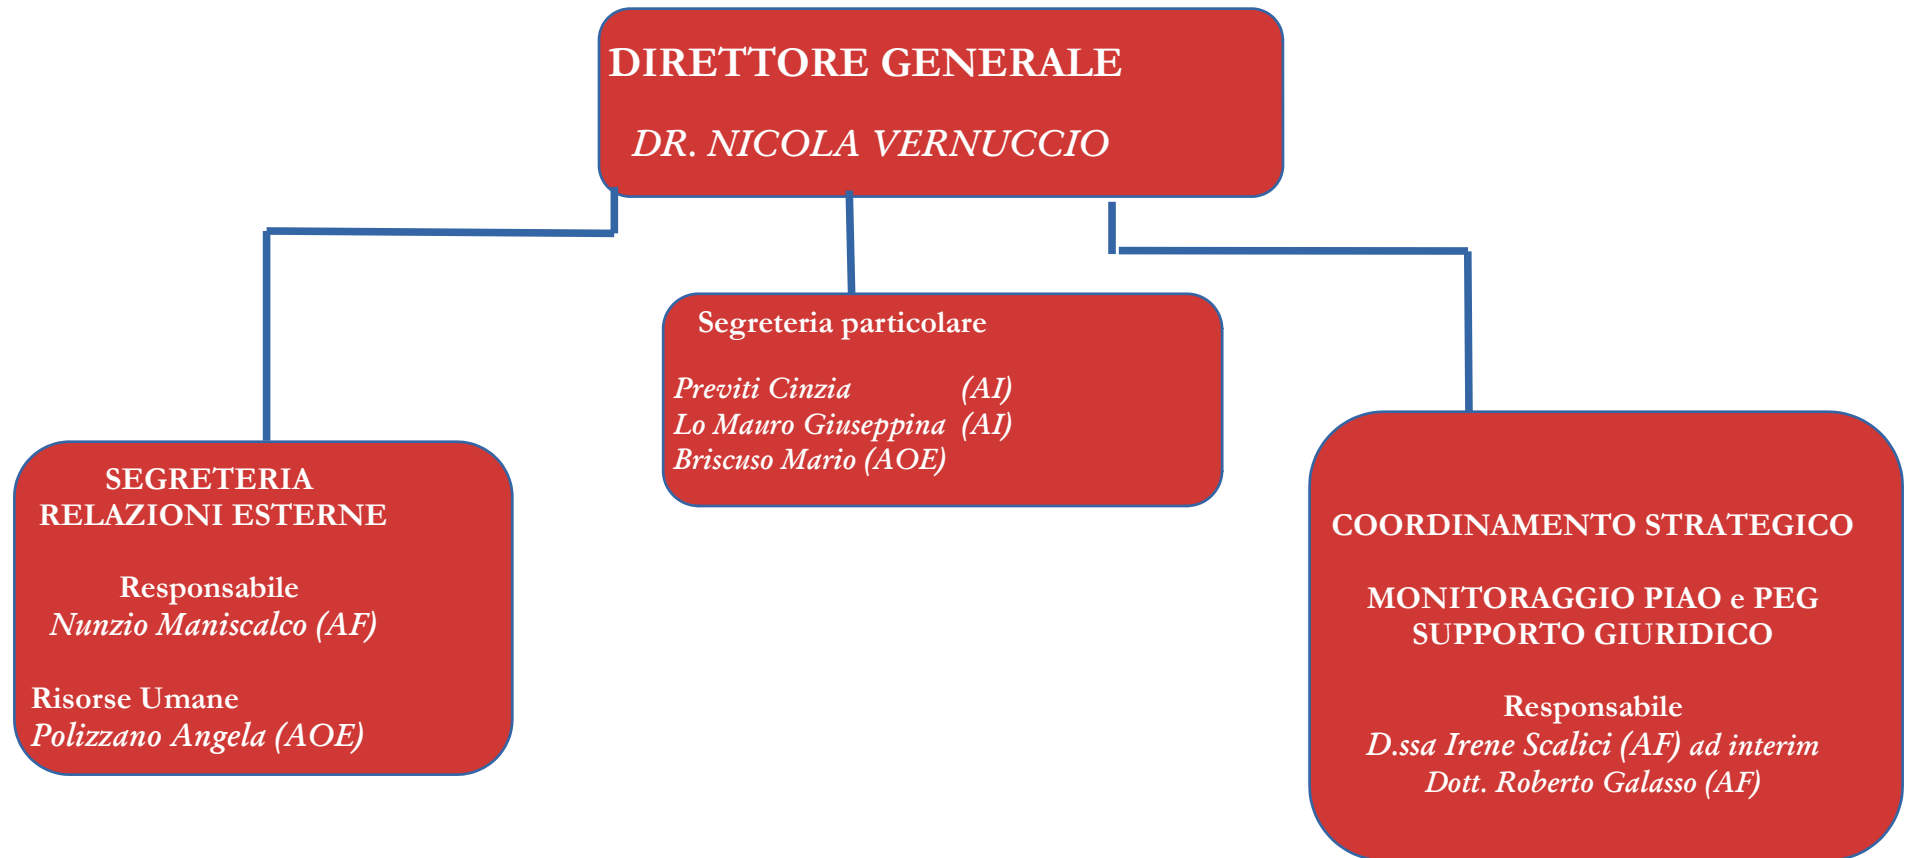 DIRETTORE GENERALE
DR. NICOLA VERNUCCIO
Segreteria particolare
Previti Cinzia (AI)
Lo Mauro Giuseppina (AI)
Briscuso Mario (AOE)
SEGRETERIA
RELAZIONI ESTERNE
Responsabile
Nunzio Maniscalco (AF)
Risorse Umane
Polizzano Angela (AOE)
COORDINAMENTO STRATEGICO
MONITORAGGIO PIAO e PEG
SUPPORTO GIURIDICO
Responsabile
D.ssa Irene Scalici (AF) ad interim
Dott. Roberto Galasso (AF)